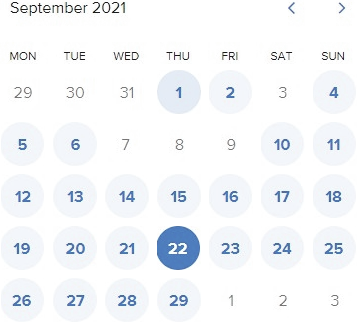 September 2021
MON TUE WED THU FRI SAT SUN
29 30 31 1 2 3 4
5 6 7 8 9 10 11
12 13 14 15 16 17 18
19 20 21 22 23 24 25
26 27 28 29 1 2 3